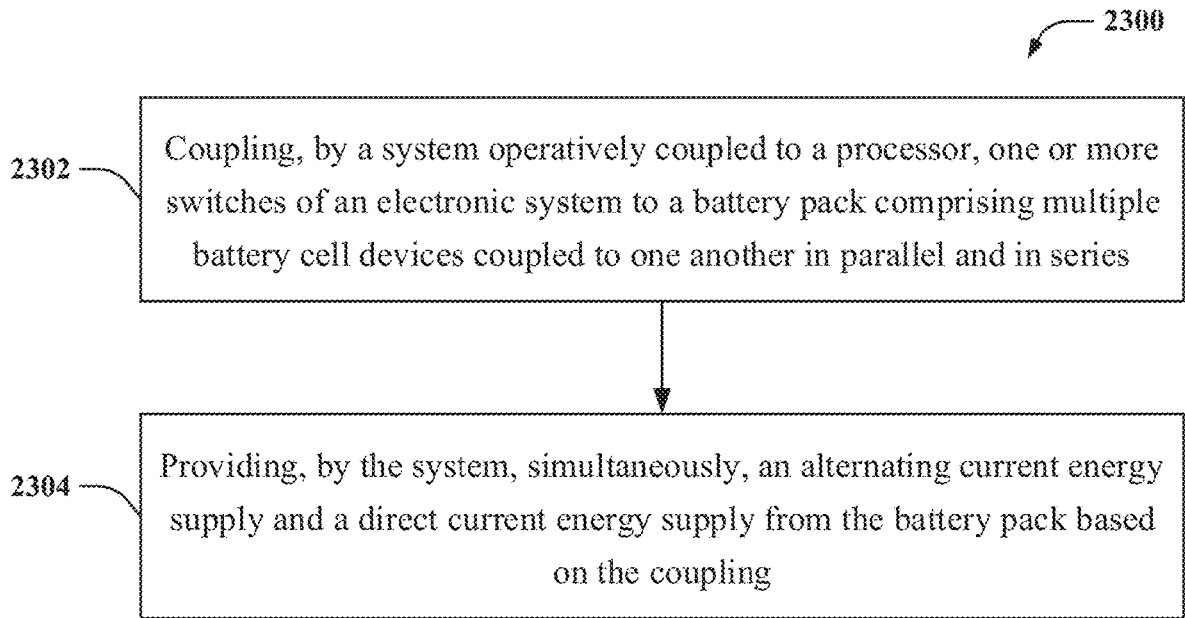 2300
2302
Coupling, by a system operatively coupled to a processor, one or more
switches of an electronic system to a battery pack comprising multiple
battery cell devices coupled to one another in parallel and in series
2304
Providing, by the system, simultaneously, an alternating current energy
supply and a direct current energy supply from the battery pack based
on the coupling